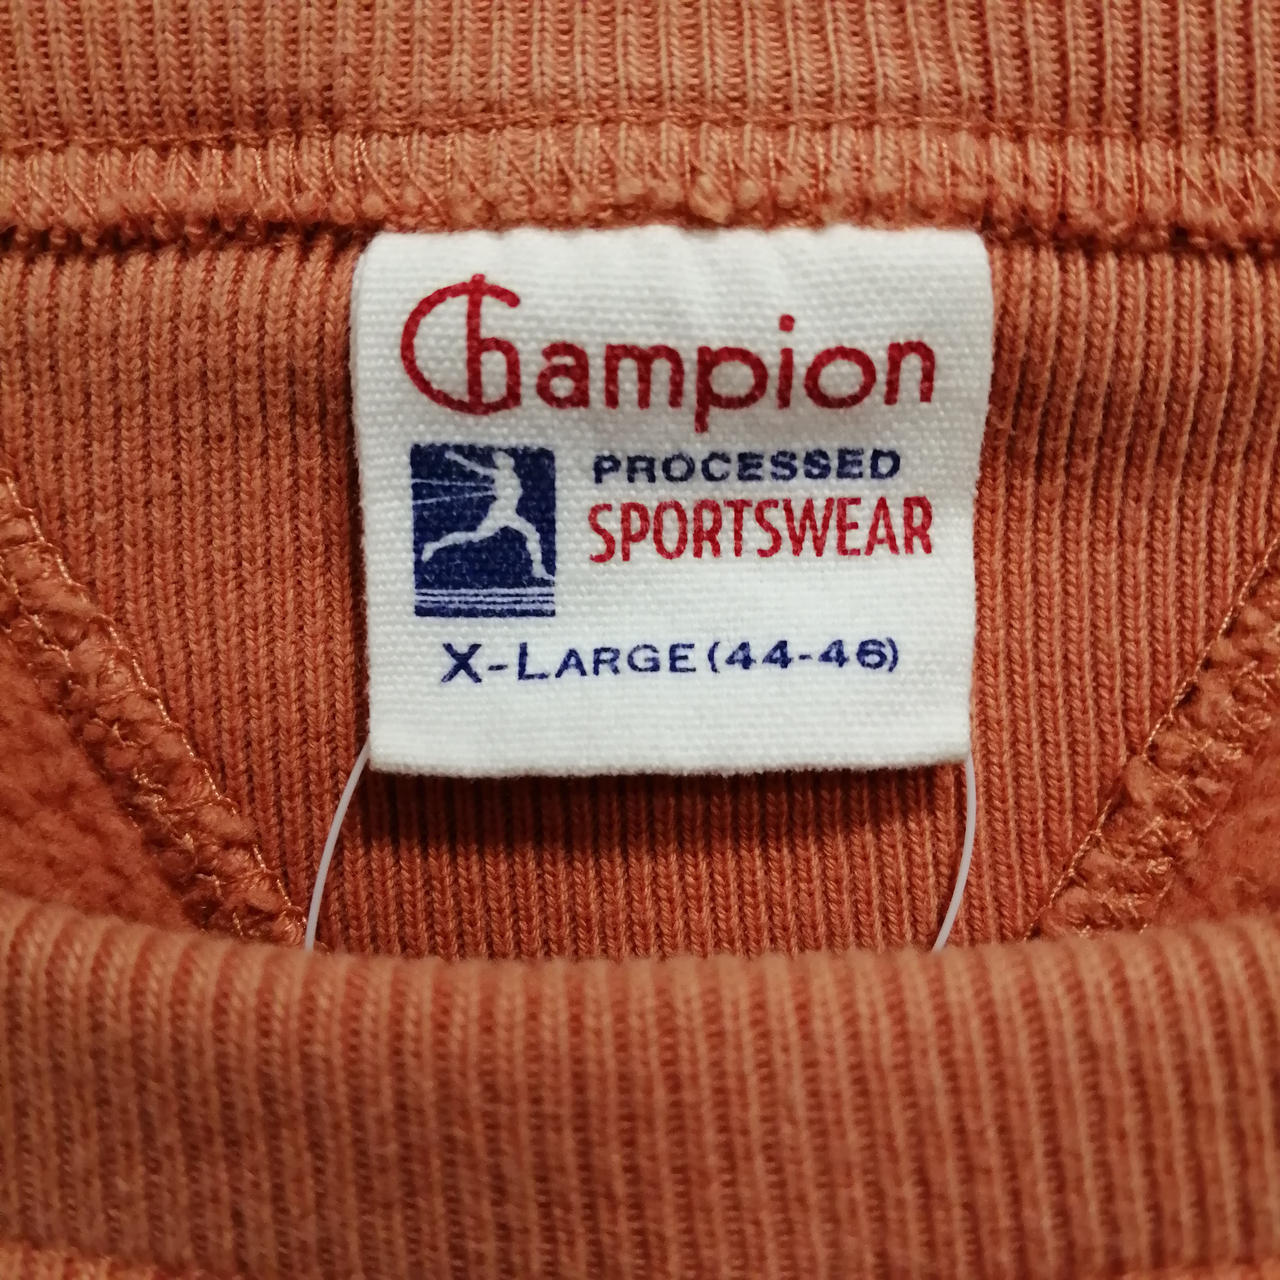 Champion
PROCESSED
SPORTSWEAR
X-LARGE (44-46)